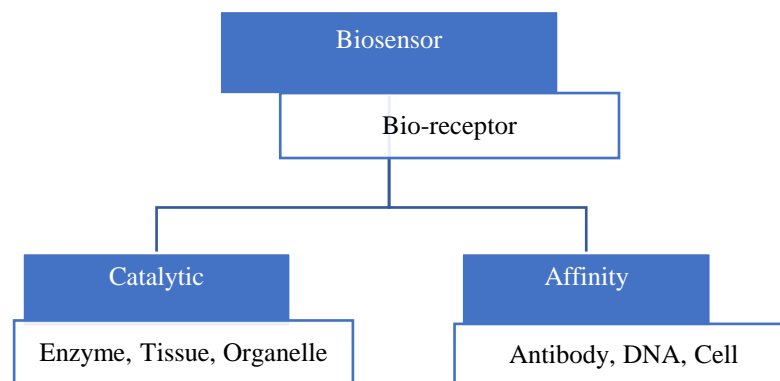 Biosensor
Bio-receptor
Catalytic
Affinity
Enzyme, Tissue, Organelle
Antibody, DNA, Cell